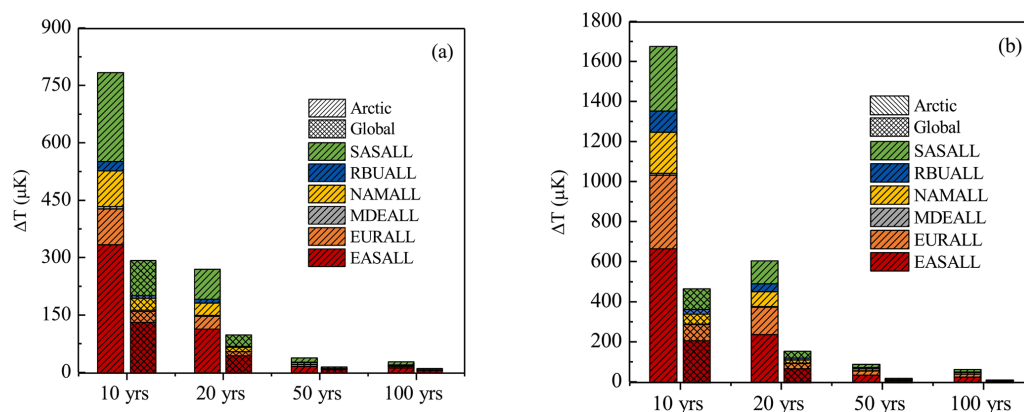 900
750
600
450
300
150
0
ΔT (μK)
(a)
Arctic
Global
SASALL
RBUALL
NAMALL
MDEALL
EURALL
EASALL
10 yrs
20 yrs
50 yrs
100 yrs
1800
1600
1400
1200
1000
800
600
400
200
0
ΔT (μK)
(b)
Arctic
Global
SASALL
RBUALL
NAMALL
MDEALL
EURALL
EASALL
10 yrs
20 yrs
50 yrs
100 yrs